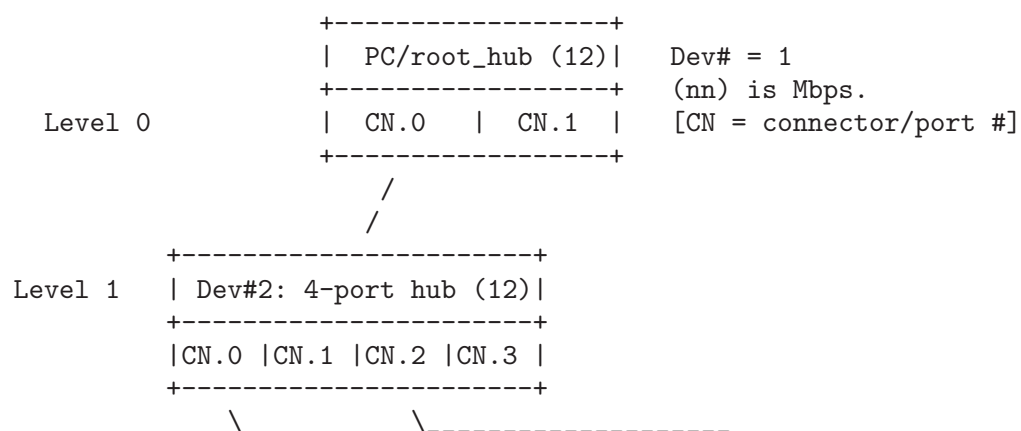 +------------------+
| PC/root_hub (12)| Dev# = 1
+------------------+ (nn) is Mbps.
Level 0 | CN.0 | CN.1 | [CN = connector/port #]
+------------------+
/
/
+-----------------------+
Level 1 | Dev#2: 4-port hub (12)|
+-----------------------+
|CN.0 |CN.1 |CN.2 |CN.3 |
+-----------------------+
\ \____________________